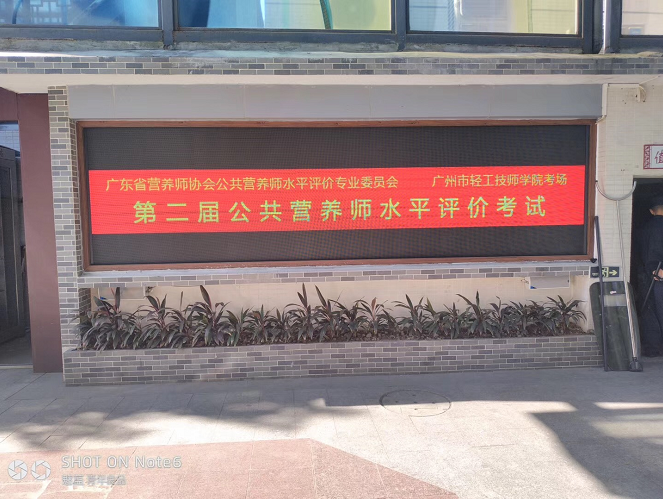 广东省营养师协会公共营养师水平评价专业委员会 广州市轻工技师学院考场
第二届公共营养师水平评价考试
SHOT ON Note6